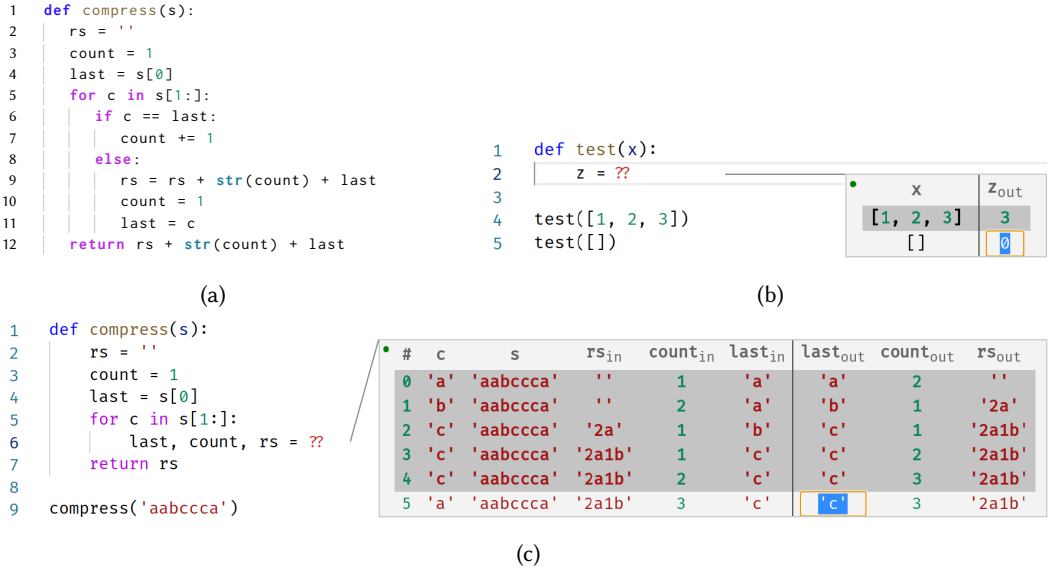 1 def compress(s):
2 rs = ''
3 count = 1
4 last = s[0]
5 for c in s[1:]:
6 if c == last:
7 count += 1
8 else:
9 rs = rs + str(count) + last
10 count = 1
11 last = c
12 return rs + str(count) + last
(a)
1 def test(x):
2 z = ??
3
4 test([1, 2, 3])
5 test([])
x z_out
[1, 2, 3] 3
[] 0
(b)
1 def compress(s):
2 rs = ''
3 count = 1
4 last = s[0]
5 for c in s[1:]:
6 last, count, rs = ??
7 return rs
8
9 compress('aabccca')
# c s rs_in count_in last_in last_out count_out rs_out
0 'a' 'aabccca' '' 1 'a' 'a' 2 ''
1 'b' 'aabccca' '' 2 'a' 'b' 1 '2a'
2 'c' 'aabccca' '2a' 1 'b' 'c' 1 '2a1b'
3 'c' 'aabccca' '2a1b' 1 'c' 'c' 2 '2a1b'
4 'c' 'aabccca' '2a1b' 2 'c' 'c' 3 '2a1b'
5 'a' 'aabccca' '2a1b' 3 'c' 'c' 3 '2a1b'
(c)